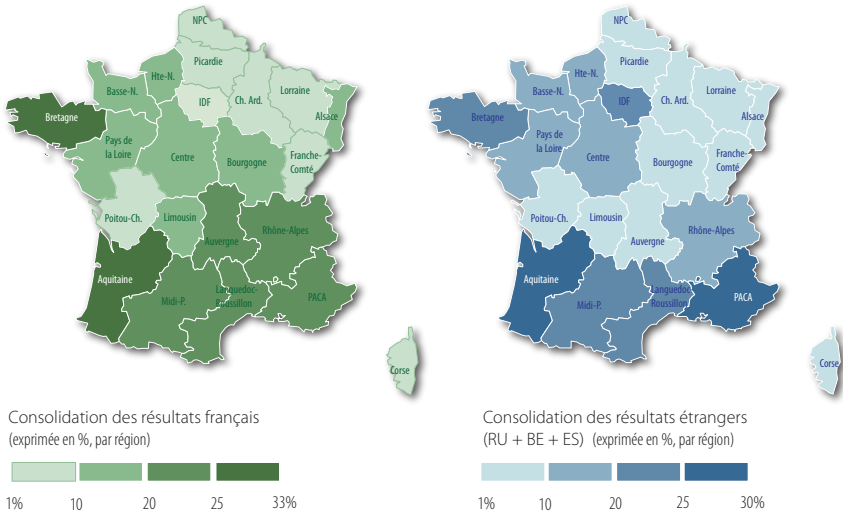 NPC
Picardie
Hte-N.
Basse-N.
IDF
Ch. Ard.
Lorraine
Alsace
Bretagne
Pays de
la Loire
Centre
Bourgogne
Franche-
Comté
Poitou-Ch.
Limousin
Auvergne
Rhône-Alpes
Aquitaine
Midi-P.
Languedoc-
Roussillon
PACA
Corse
Consolidation des résultats français
(exprimée en %, par région)
1% 10 20 25 33%
NPC
Picardie
Hte-N.
Basse-N.
IDF
Ch. Ard.
Lorraine
Alsace
Bretagne
Pays de
la Loire
Centre
Bourgogne
Franche-
Comté
Poitou-Ch.
Limousin
Auvergne
Rhône-Alpes
Aquitaine
Midi-P.
Languedoc-
Roussillon
PACA
Corse
Consolidation des résultats étrangers
(RU + BE + ES) (exprimée en %, par région)
1% 10 20 25 30%